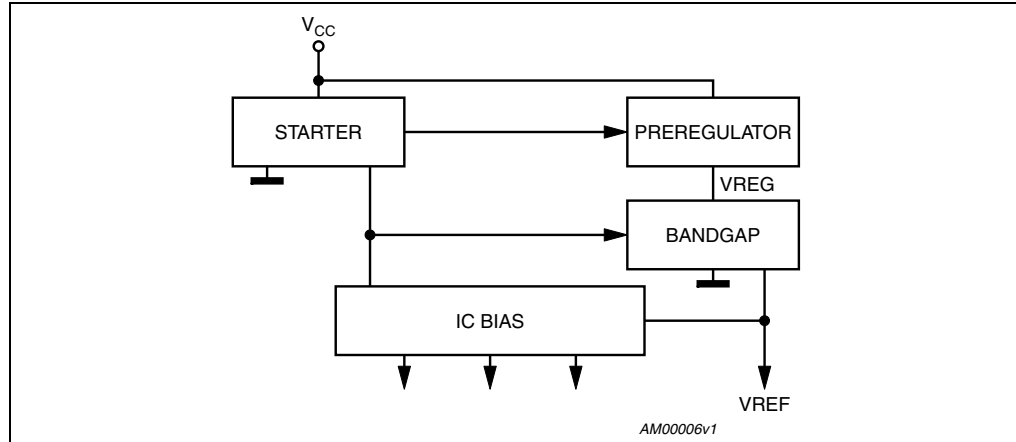 VCC
STARTER
PREREGULATOR
VREG
BANDGAP
IC BIAS
VREF
AM00006v1